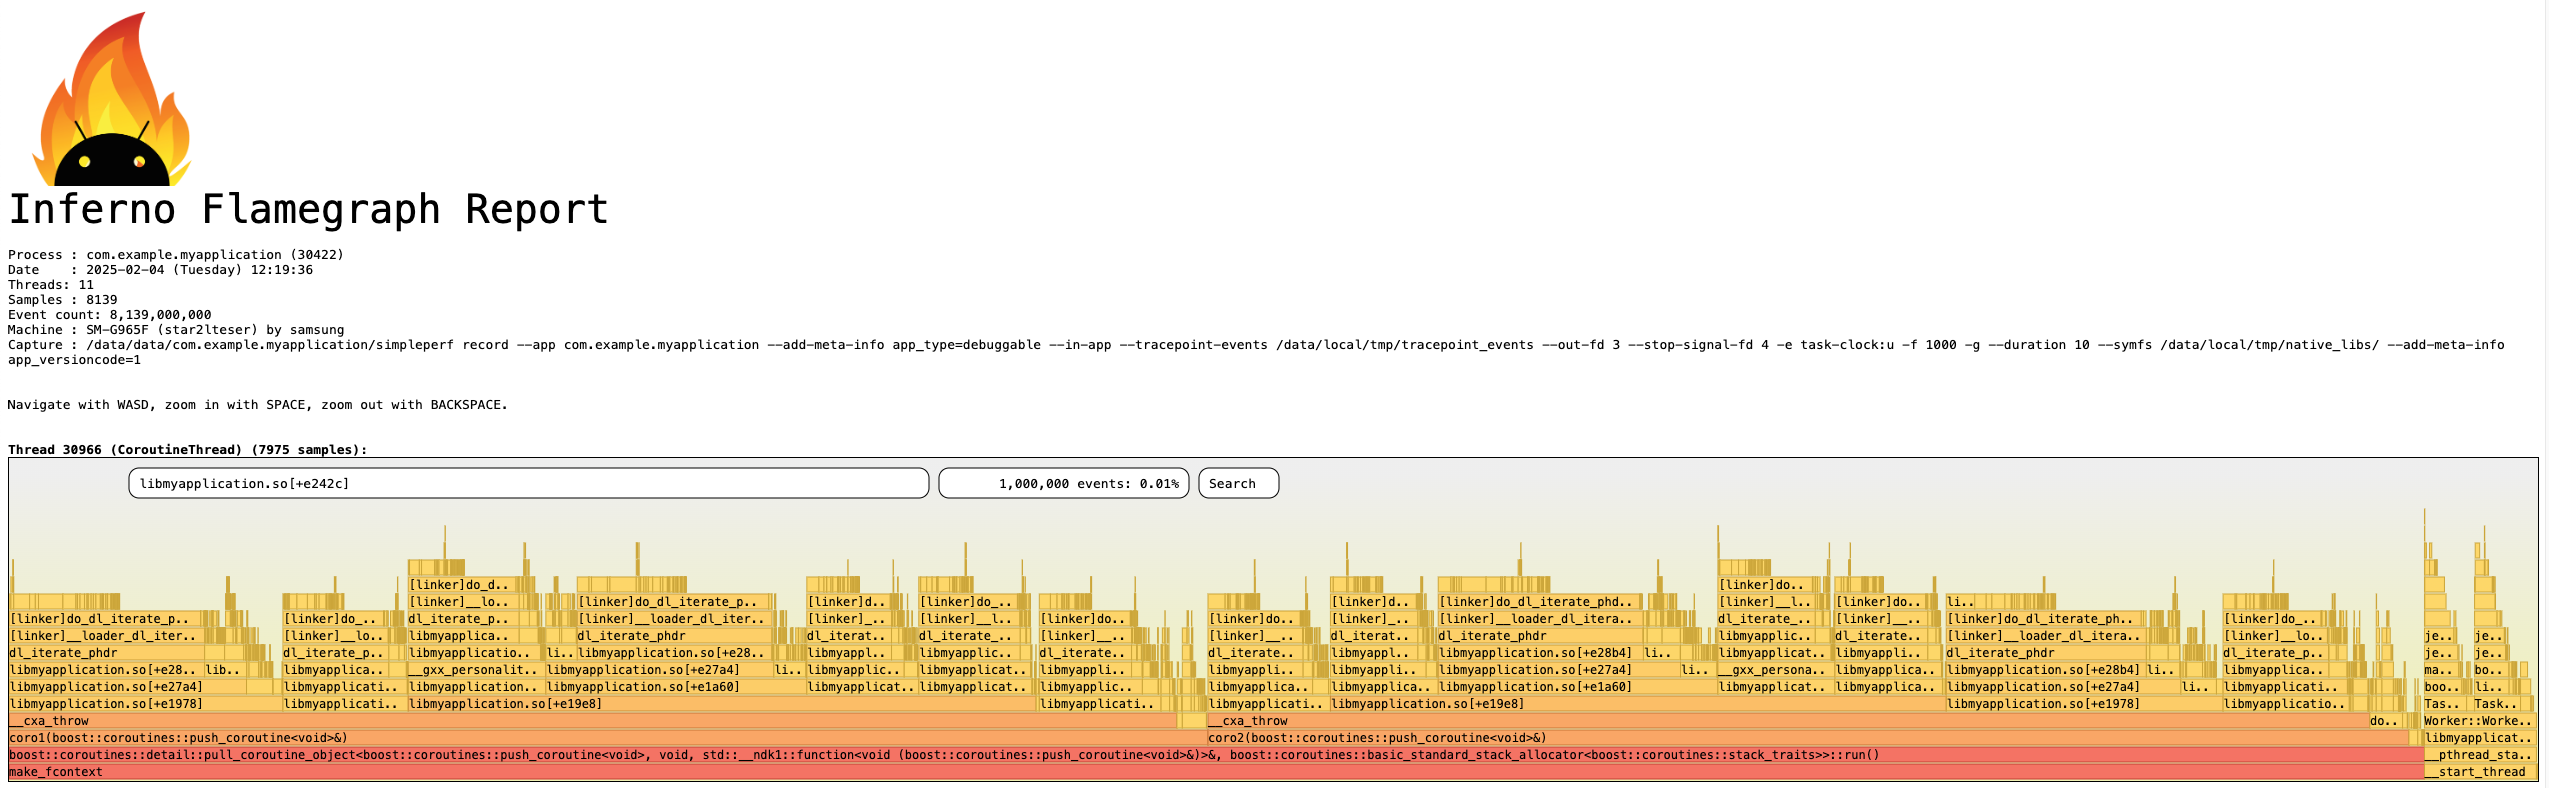 Inferno Flamegraph Report
Process : com.example.myapplication (30422)
Date    : 2025-02-04 (Tuesday) 12:19:36
Threads: 11
Samples : 8139
Event count: 8,139,000,000
Machine : SM-G965F (star2lteser) by samsung
Capture : /data/data/com.example.myapplication/simpleperf record --app com.example.myapplication --add-meta-info app_type=debuggable --in-app --tracepoint-events /data/local/tmp/tracepoint_events --out-fd 3 --stop-signal-fd 4 -e task-clock:u -f 1000 -g --duration 10 --symfs /data/local/tmp/native_libs/ --add-meta-info
app_versioncode=1
Navigate with WASD, zoom in with SPACE, zoom out with BACKSPACE.
Thread 30966 (CoroutineThread) (7975 samples):
libmyapplication.so[+e242c] 1,000,000 events: 0.01% Search
[linker]do_d.. [linker]do..
[linker]__lo.. [linker]do_dl_iterate_p.. [linker]d.. [linker]do_.. [linker]d.. [linker]do_dl_iterate_phd.. [linker]__l.. [linker]do.. li..
[linker]do_dl_iterate_p.. [linker]do_.. dl_iterate_p.. [linker]__loader_dl_iter.. [linker]_.. [linker]__l.. [linker]do.. [linker]do.. [linker]_.. [linker]__loader_dl_itera.. dl_iterate_.. [linker]__.. [linker]do_dl_iterate_ph.. [linker]do_..
[linker]__loader_dl_iter.. [linker]__lo.. libmyapplica.. dl_iterate_phdr dl_iterat.. dl_iterate_.. [linker]__.. [linker]__.. dl_iterat.. dl_iterate_phdr libmyapplic.. dl_iterate.. [linker]__loader_dl_itera.. [linker]__lo.. je.. je..
dl_iterate_phdr dl_iterate_p.. libmyapplicatio.. li.. libmyapplication.so[+e28.. libmyappl.. libmyapplic.. dl_iterate.. dl_iterate.. libmyappl.. libmyapplication.so[+e28b4] li.. libmyapplicat.. libmyappli.. dl_iterate_phdr dl_iterate_p.. je.. je..
libmyapplication.so[+e28.. lib.. libmyapplica.. __gxx_personalit.. libmyapplication.so[+e27a4] li.. libmyapplic.. libmyapplicat.. libmyappli.. libmyappli.. libmyappli.. libmyapplication.so[+e27a4] li.. __gxx_persona.. libmyapplica.. libmyapplication.so[+e28b4] li.. libmyapplica.. ma.. bo..
libmyapplication.so[+e27a4] libmyapplicati.. libmyapplication.. libmyapplication.so[+e1a60] libmyapplicat.. libmyapplicat.. libmyapplic.. libmyapplica.. libmyapplica.. libmyapplication.so[+e1a60] libmyapplicat.. libmyapplica.. libmyapplication.so[+e27a4] li.. libmyapplicati.. boo.. li..
libmyapplication.so[+e1978] libmyapplicati.. libmyapplication.so[+e19e8] libmyapplicati.. libmyapplicati.. libmyapplication.so[+e19e8] libmyapplication.so[+e1978] libmyapplicatio.. Tas.. Task..
__cxa_throw __cxa_throw do.. Worker::Worke..
coro1(boost::coroutines::push_coroutine<void>&) coro2(boost::coroutines::push_coroutine<void>&) libmyapplicat..
boost::coroutines::detail::pull_coroutine_object<boost::coroutines::push_coroutine<void>, void, std::__ndk1::function<void (boost::coroutines::push_coroutine<void>&)>&, boost::coroutines::basic_standard_stack_allocator<boost::coroutines::stack_traits>>::run() __pthread_sta..
make_fcontext __start_thread